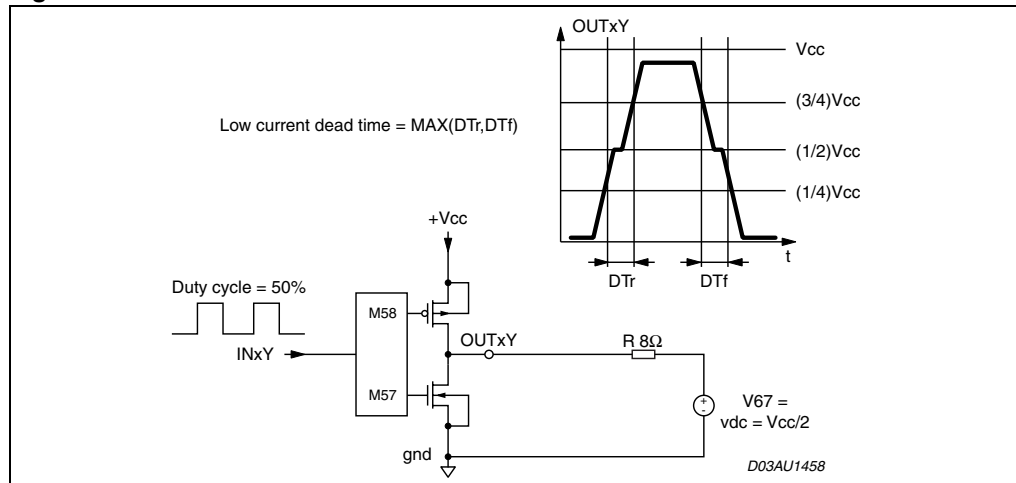 OUTxY
Vcc
(3/4)Vcc
Low current dead time = MAX(DTr,DTf)
(1/2)Vcc
(1/4)Vcc
+Vcc
t
DTr
DTf
Duty cycle = 50%
M58
OUTxY
R 8Ω
INxY
M57
V67 =
vdc = Vcc/2
+
-
gnd
D03AU1458